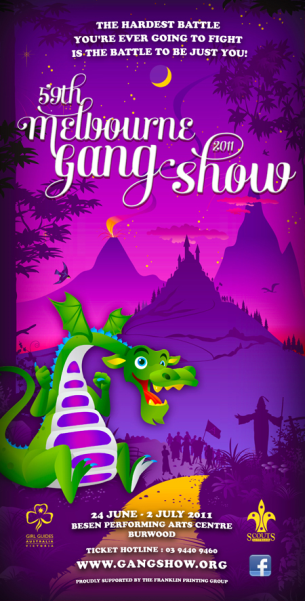 THE HARDEST BATTLE
YOU'RE EVER GOING TO FIGHT
IS THE BATTLE TO BE JUST YOU!
59th
Melbourne
Gang Show
2011
24 JUNE - 2 JULY 2011
BESEN PERFORMING ARTS CENTRE
BURWOOD
GIRL GUIDES
AUSTRALIA
VICTORIA
SCOUTS
TICKET HOTLINE : 03 9440 9460
WWW.GANGSHOW.ORG
f
PROUDLY SUPPORTED BY THE FRANKLIN PRINTING GROUP